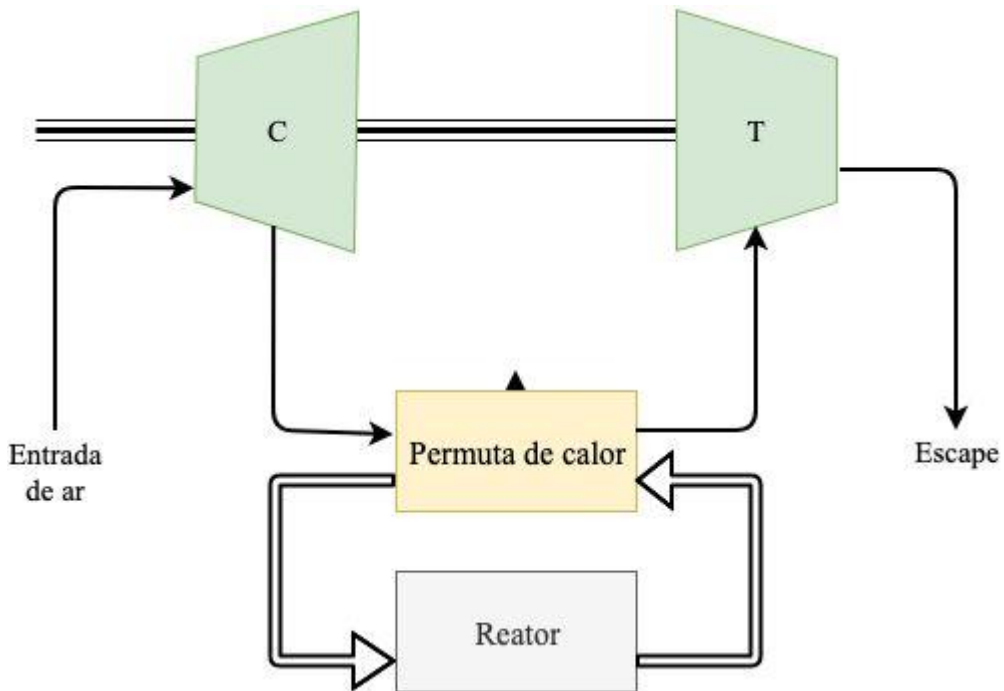 C
T
Entrada
de ar
Permuta de calor
Escape
Reator